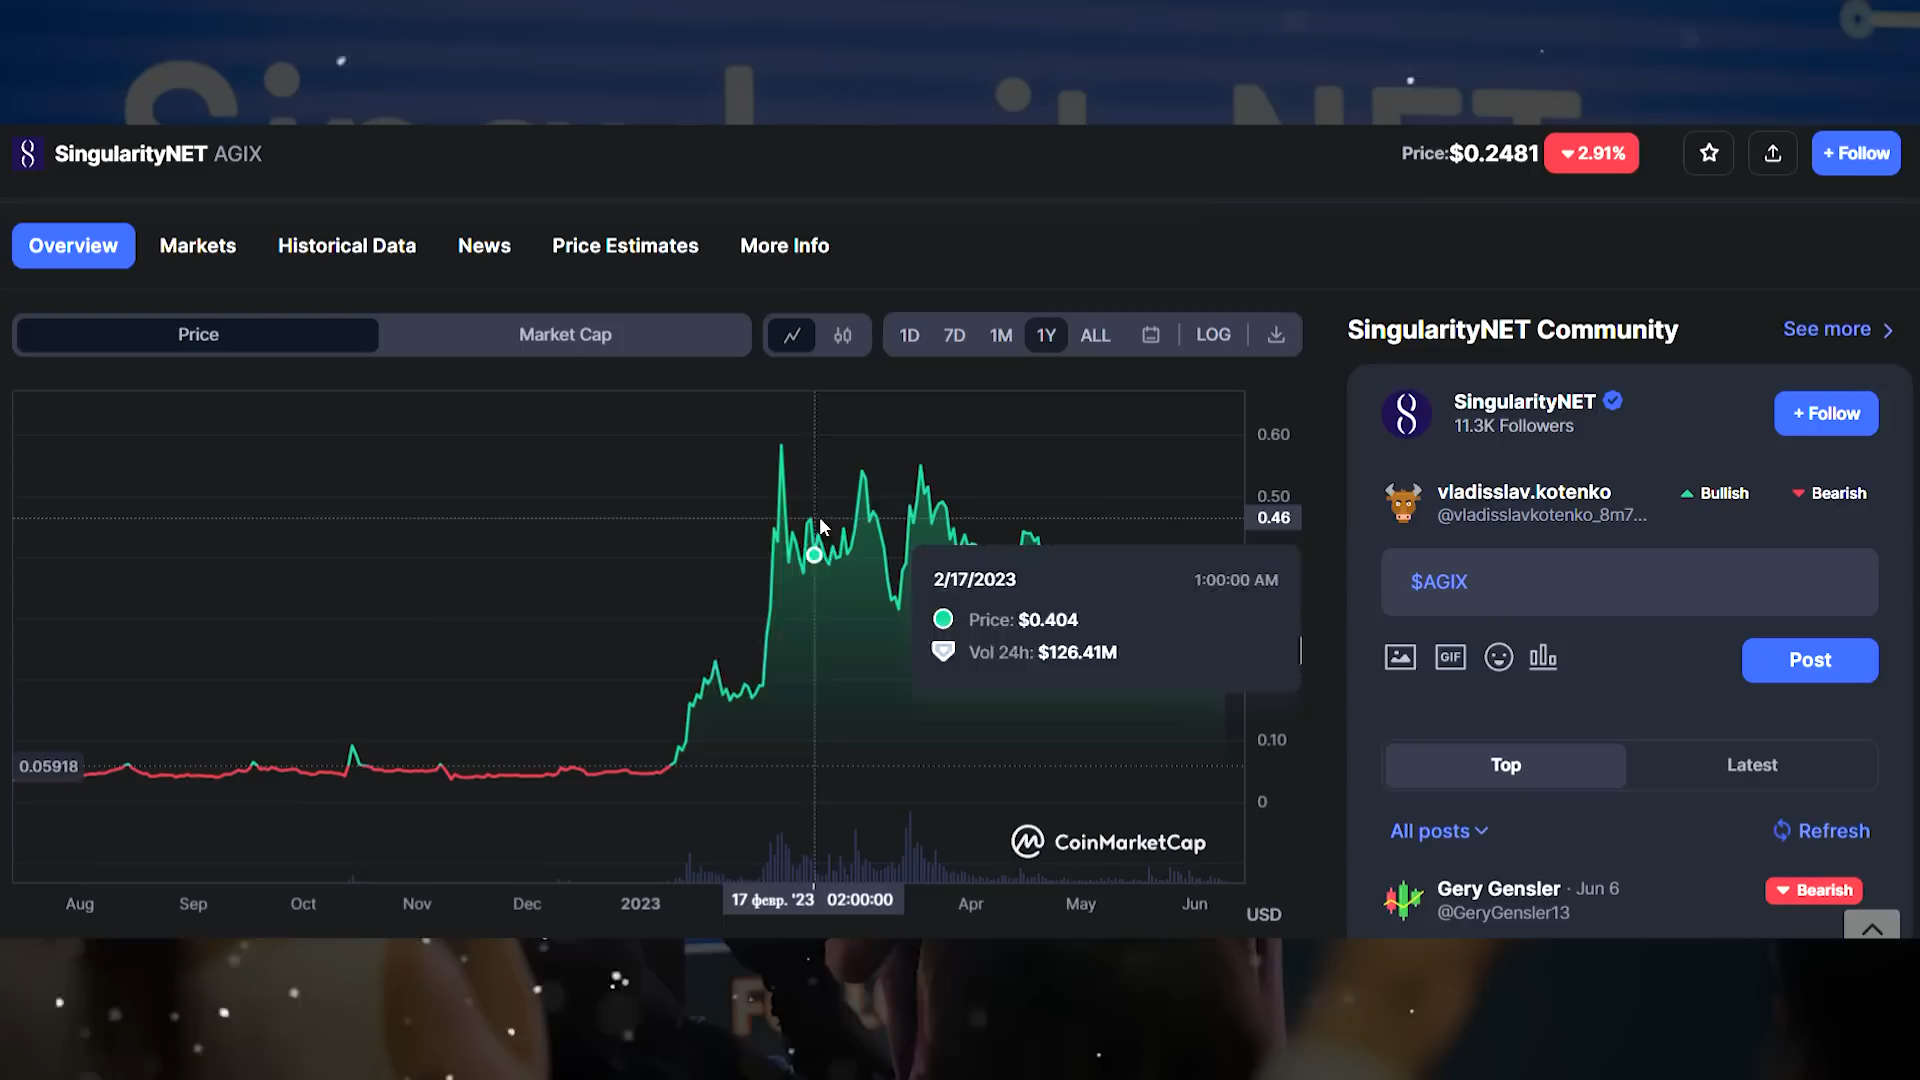 SingularityNET AGIX
Price:$0.2481 2.91%
+ Follow
Overview Markets Historical Data News Price Estimates More Info
Price Market Cap
1D 7D 1M 1Y ALL LOG
SingularityNET Community
See more
SingularityNET
11.3K Followers
+ Follow
vladisslav.kotenko
@vladisslavkotenko_8m7...
Bullish Bearish
$AGIX
GIF
Post
Top Latest
All posts
Refresh
Gery Gensler · Jun 6
@GeryGensler13
Bearish
0.60
0.50
0.46
0.10
0
0.05918
2/17/2023 1:00:00 AM
Price: $0.404
Vol 24h: $126.41M
CoinMarketCap
Aug Sep Oct Nov Dec 2023 17 февр. '23 02:00:00 Apr May Jun
USD